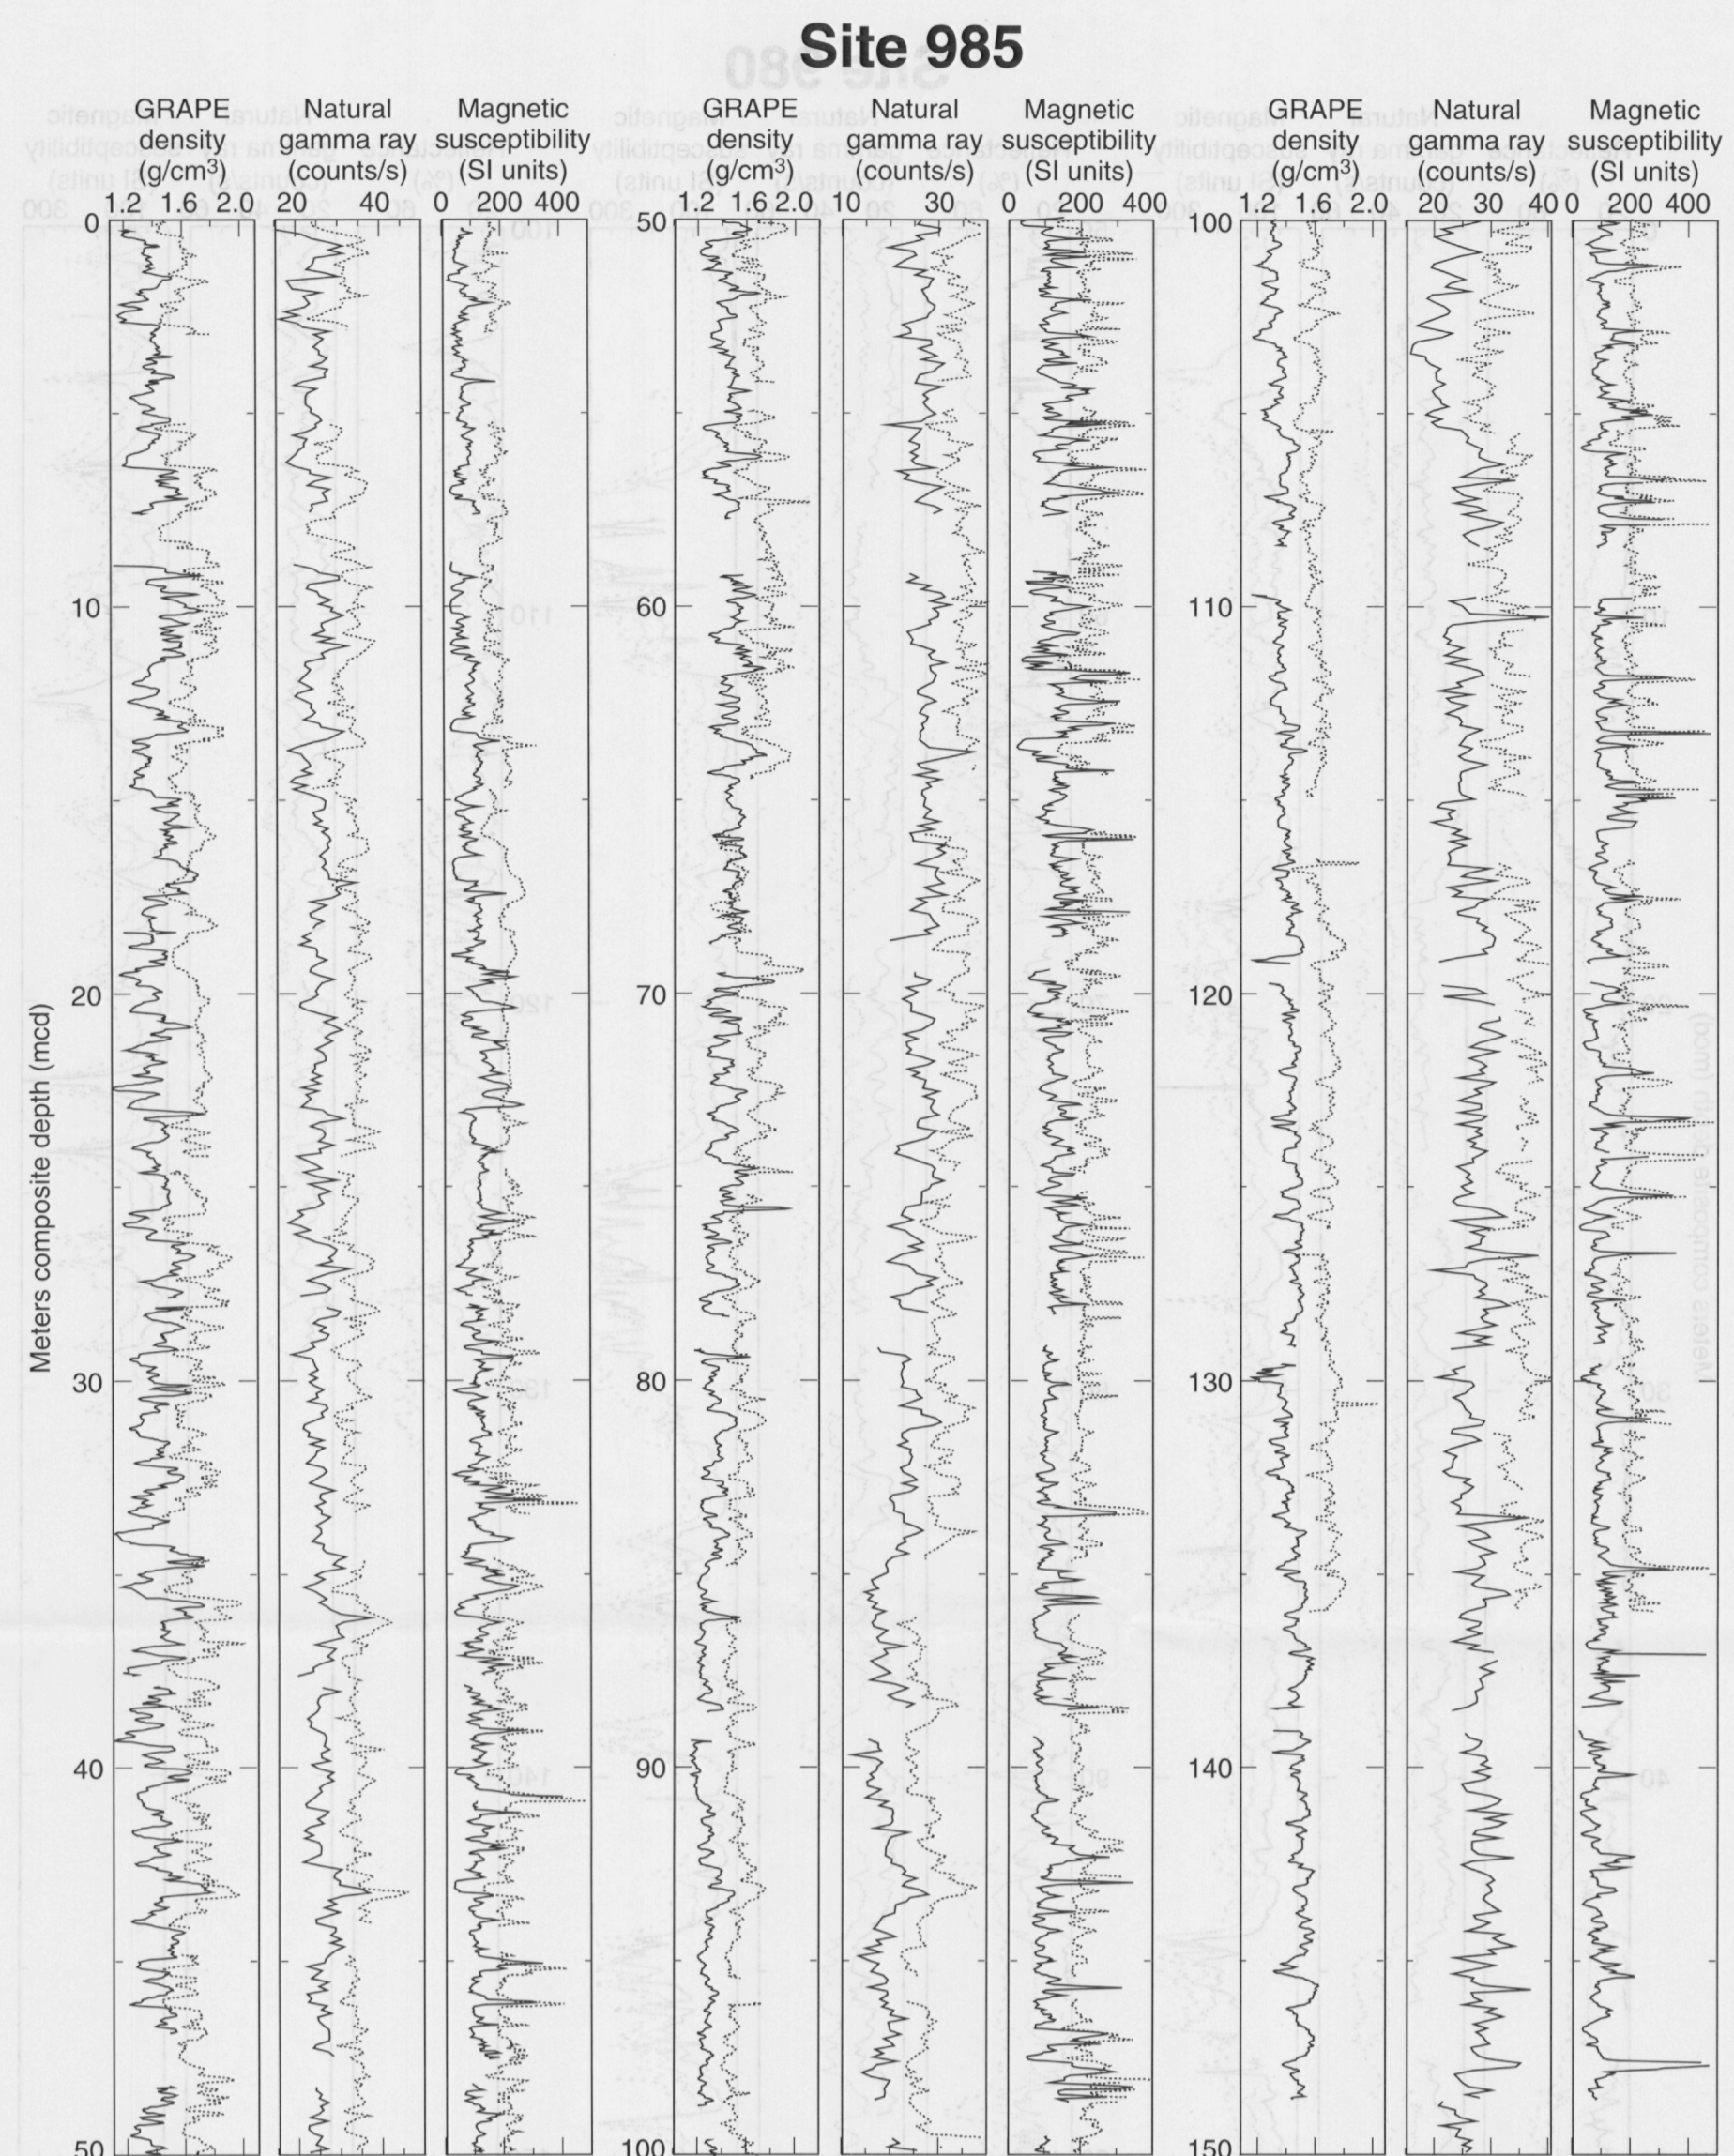 Site 985
GRAPE density (g/cm³)
Natural gamma ray (counts/s)
Magnetic susceptibility (SI units)
GRAPE density (g/cm³)
Natural gamma ray (counts/s)
Magnetic susceptibility (SI units)
GRAPE density (g/cm³)
Natural gamma ray (counts/s)
Magnetic susceptibility (SI units)
1.2 1.6 2.0 20 40 0 200 400 1.2 1.6 2.0 10 30 0 200 400 1.2 1.6 2.0 20 30 40 0 200 400
0 50 100
10 60 110
20 70 120
Meters composite depth (mcd)
30 80 130
40 90 140
50 100 150